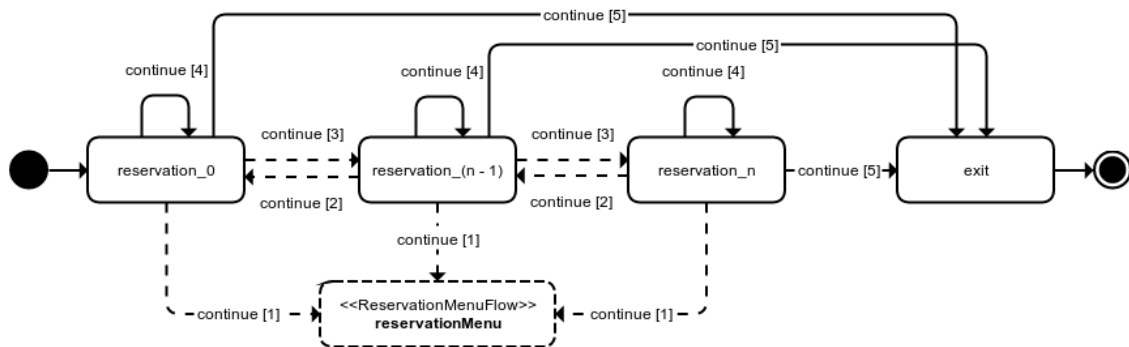 continue [5]
continue [5]
continue [4]
continue [4]
continue [4]
continue [3]
continue [3]
reservation_0
reservation_(n - 1)
reservation_n
continue [5]
exit
continue [2]
continue [2]
continue [1]
continue [1]
<<ReservationMenuFlow>>
reservationMenu
continue [1]